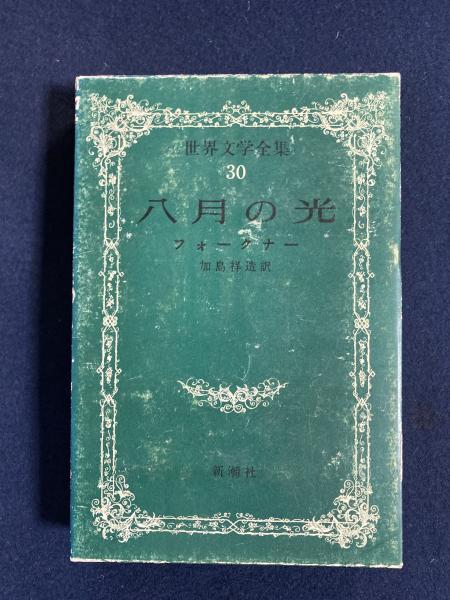 世界文学全集
30
八月の光
フォークナー
加島祥造訳
新潮社